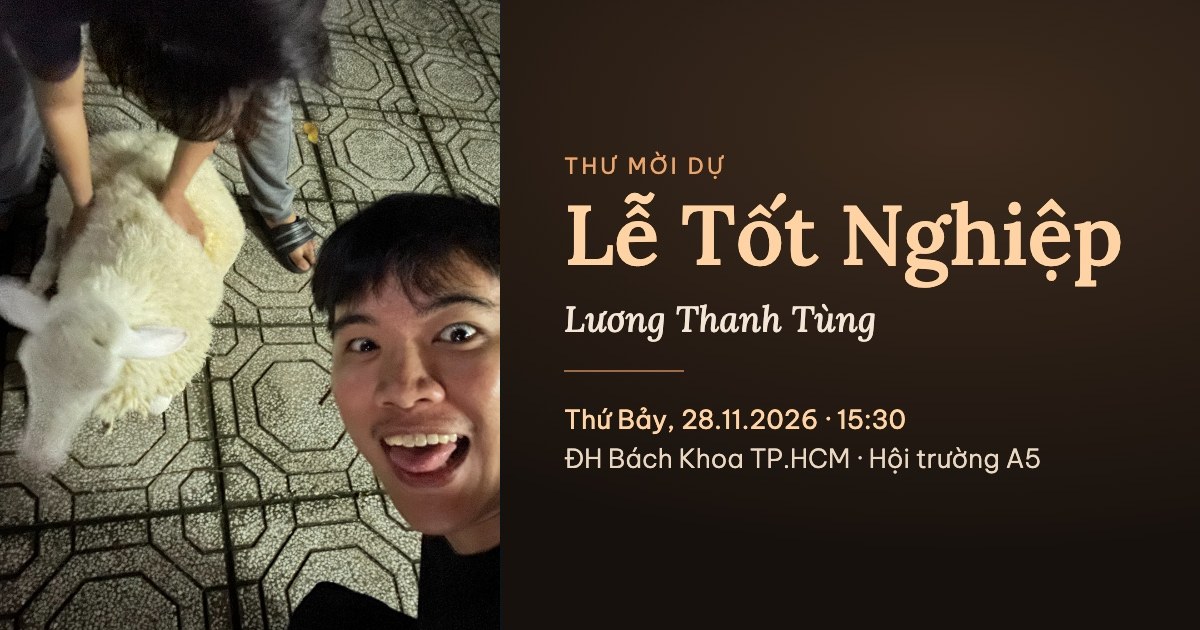 THƯ MỜI DỰ
Lễ Tốt Nghiệp
Lương Thanh Tùng
Thứ Bảy, 28.11.2026 · 15:30
ĐH Bách Khoa TP.HCM · Hội trường A5